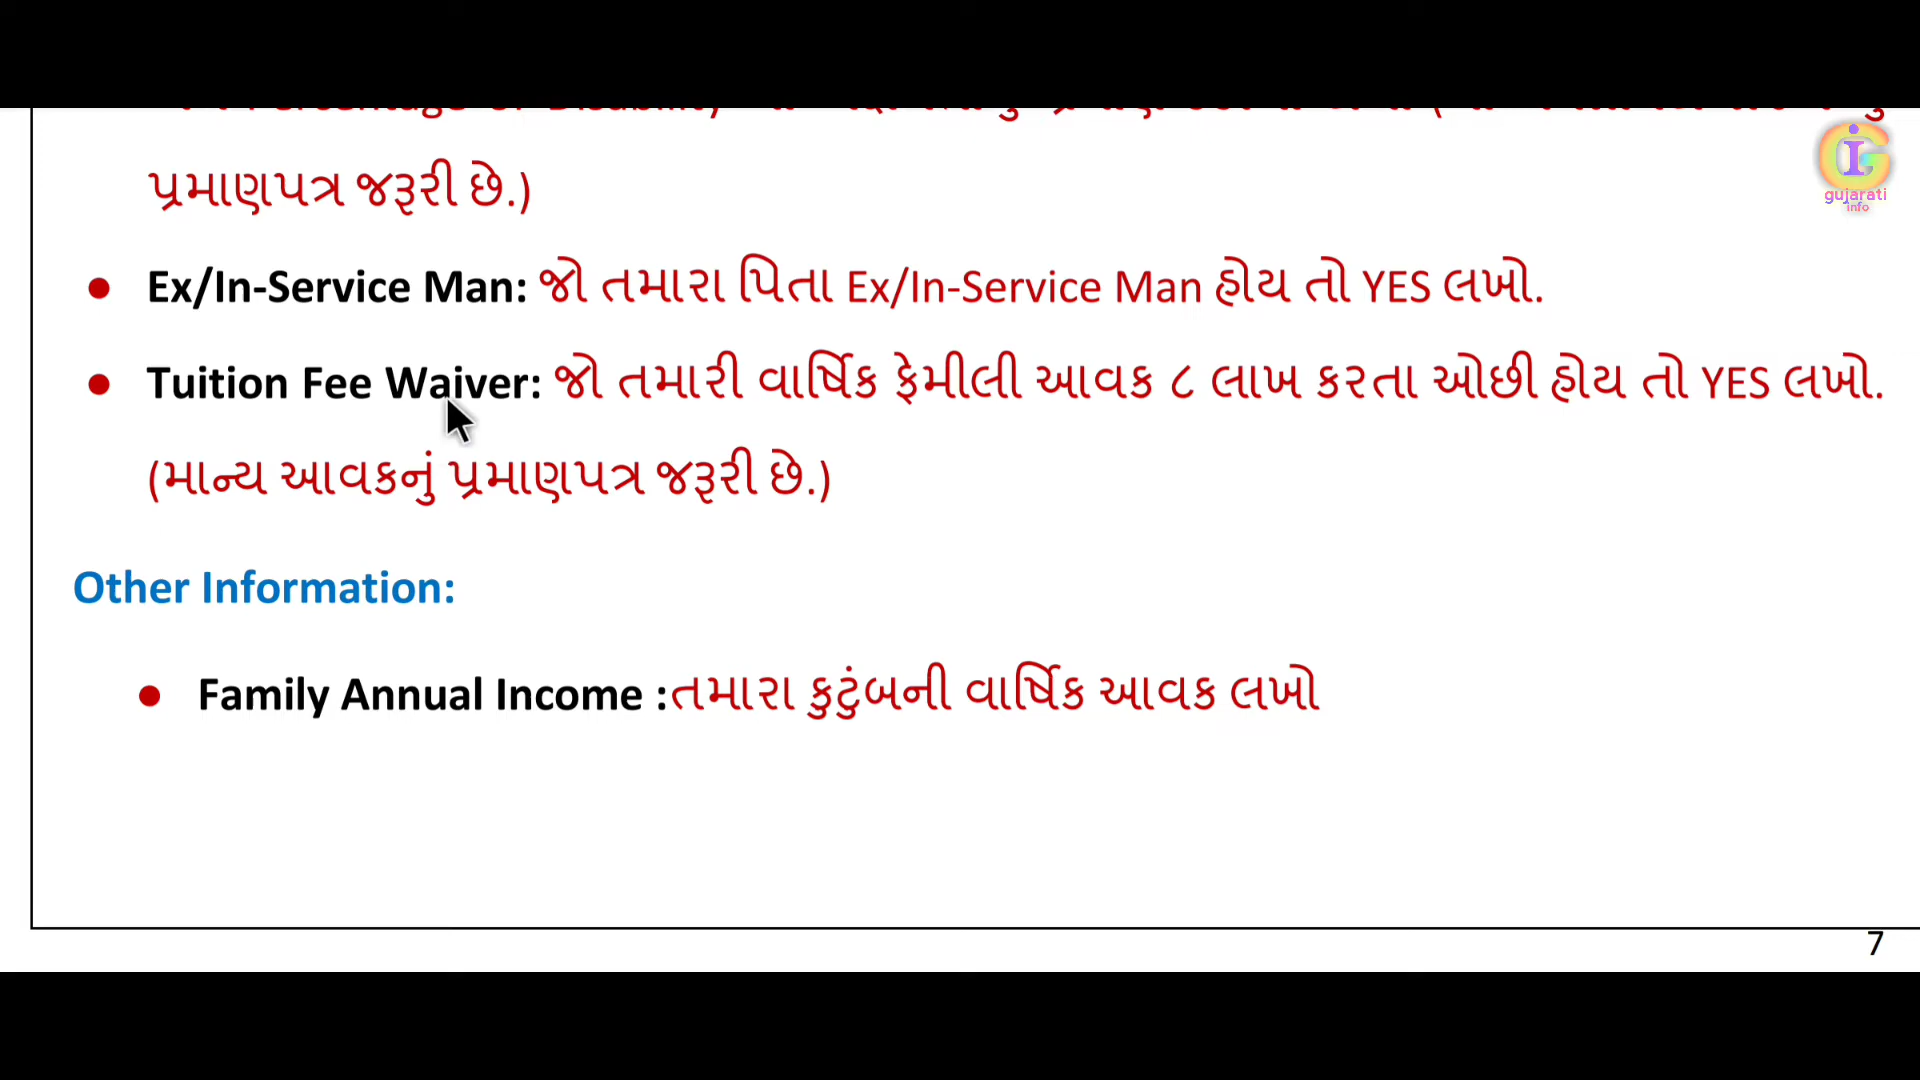 પ્રમાણપત્ર જરૂરી છે.)
gujarati
info
● Ex/In-Service Man: જો તમારા પિતા Ex/In-Service Man હોય તો YES લખો.
● Tuition Fee Waiver: જો તમારી વાર્ષિક ફેમીલી આવક ૮ લાખ કરતા ઓછી હોય તો YES લખો.
(માન્ય આવકનું પ્રમાણપત્ર જરૂરી છે.)
Other Information:
● Family Annual Income :તમારા કુટુંબની વાર્ષિક આવક લખો
7